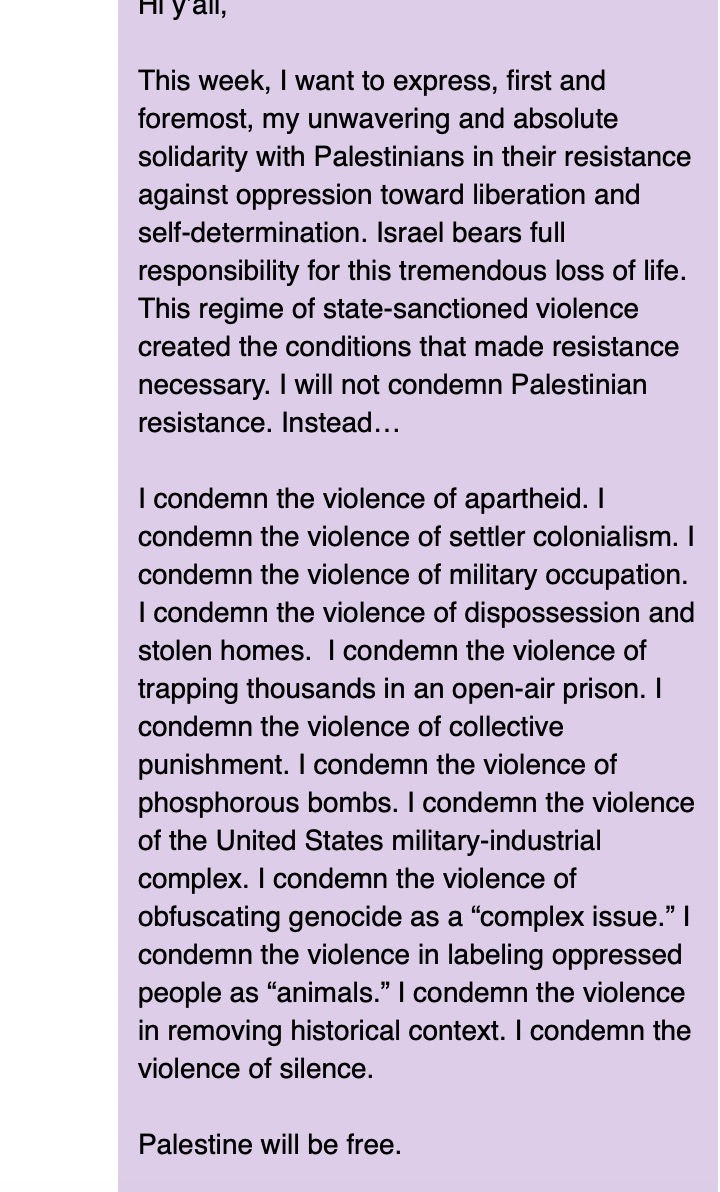 Hi y'all,
This week, I want to express, first and
foremost, my unwavering and absolute
solidarity with Palestinians in their resistance
against oppression toward liberation and
self-determination. Israel bears full
responsibility for this tremendous loss of life.
This regime of state-sanctioned violence
created the conditions that made resistance
necessary. I will not condemn Palestinian
resistance. Instead…
I condemn the violence of apartheid. I
condemn the violence of settler colonialism. I
condemn the violence of military occupation.
I condemn the violence of dispossession and
stolen homes.  I condemn the violence of
trapping thousands in an open-air prison. I
condemn the violence of collective
punishment. I condemn the violence of
phosphorous bombs. I condemn the violence
of the United States military-industrial
complex. I condemn the violence of
obfuscating genocide as a “complex issue.” I
condemn the violence in labeling oppressed
people as “animals.” I condemn the violence
in removing historical context. I condemn the
violence of silence.
Palestine will be free.